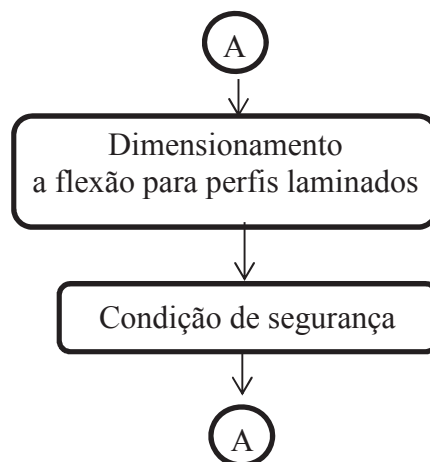 A
Dimensionamento
a flexão para perfis laminados
Condição de segurança
A